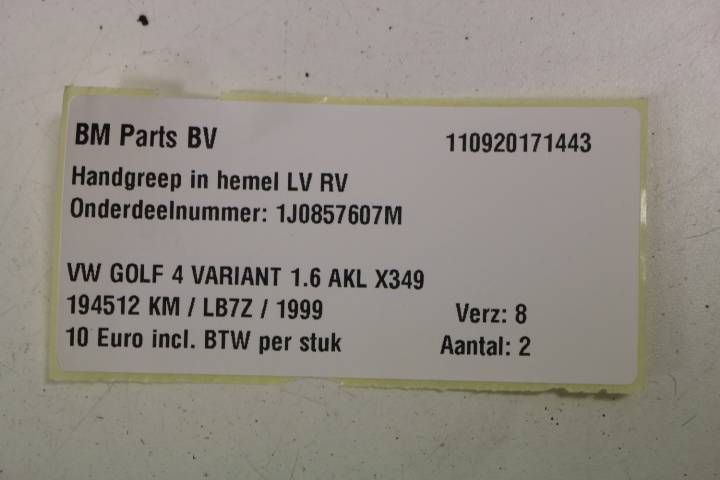 BM Parts BV 110920171443
Handgreep in hemel LV RV
Onderdeelnummer: 1J0857607M
VW GOLF 4 VARIANT 1.6 AKL X349
194512 KM / LB7Z / 1999 Verz: 8
10 Euro incl. BTW per stuk Aantal: 2